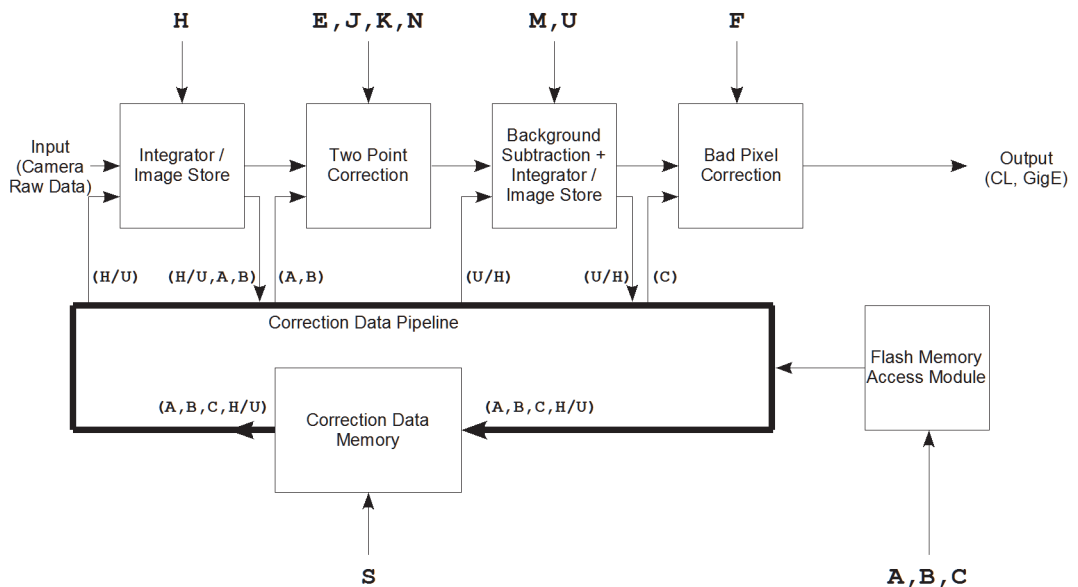 H
E,J,K,N
M,U
F
Input
(Camera
Raw Data)
Integrator /
Image Store
Two Point
Correction
Background
Subtraction +
Integrator /
Image Store
Bad Pixel
Correction
Output
(CL, GigE)
(H/U)
(H/U,A,B)
(A,B)
(U/H)
(U/H)
(C)
Correction Data Pipeline
Flash Memory
Access Module
(A,B,C,H/U)
(A,B,C,H/U)
Correction Data
Memory
S
A,B,C